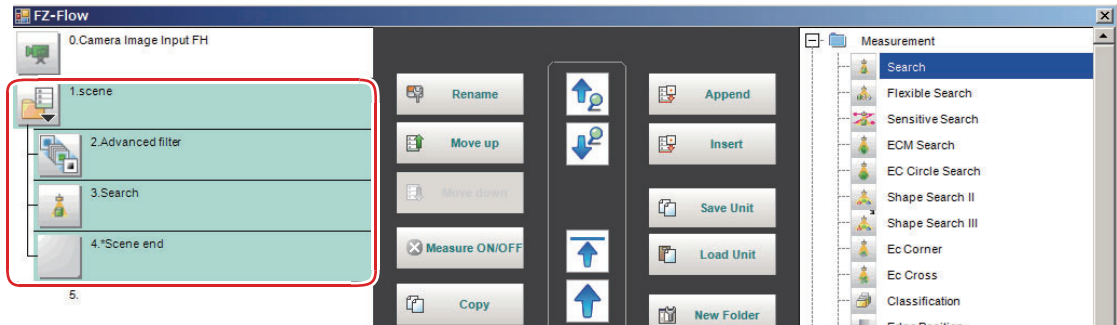 FZ-Flow
0.Camera Image Input FH
1.scene
2.Advanced filter
3.Search
4.*Scene end
5.
Rename
Move up
Move down
Measure ON/OFF
Copy
Append
Insert
Save Unit
Load Unit
New Folder
Measurement
Search
Flexible Search
Sensitive Search
ECM Search
EC Circle Search
Shape Search II
Shape Search III
Ec Corner
Ec Cross
Classification
Edge Position